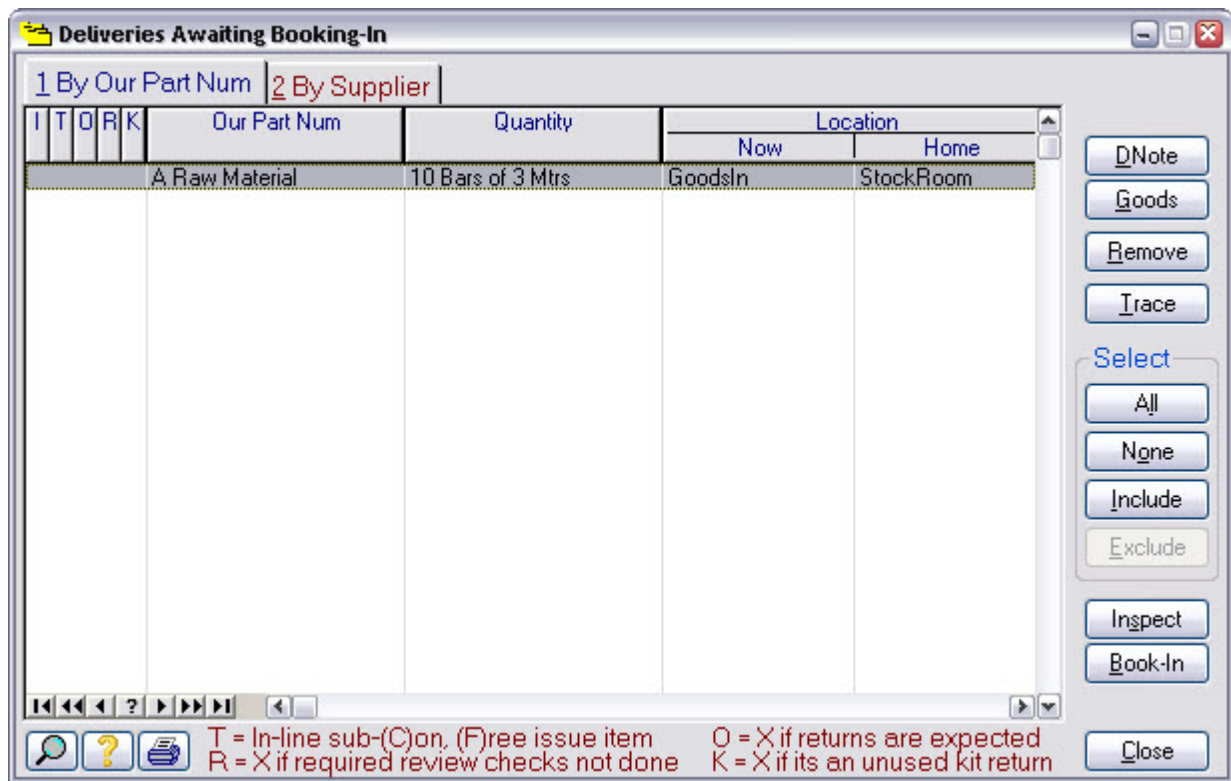 Deliveries Awaiting Booking-In
1 By Our Part Num 2 By Supplier
I T O R K Our Part Num Quantity Location
Now Home
A Raw Material 10 Bars of 3 Mtrs GoodsIn StockRoom
DNote
Goods
Remove
Trace
Select
All
None
Include
Exclude
Inspect
Book-In
?
T = In-line sub-(C)on, (F)ree issue item O = X if returns are expected
R = X if required review checks not done K = X if its an unused kit return
Close